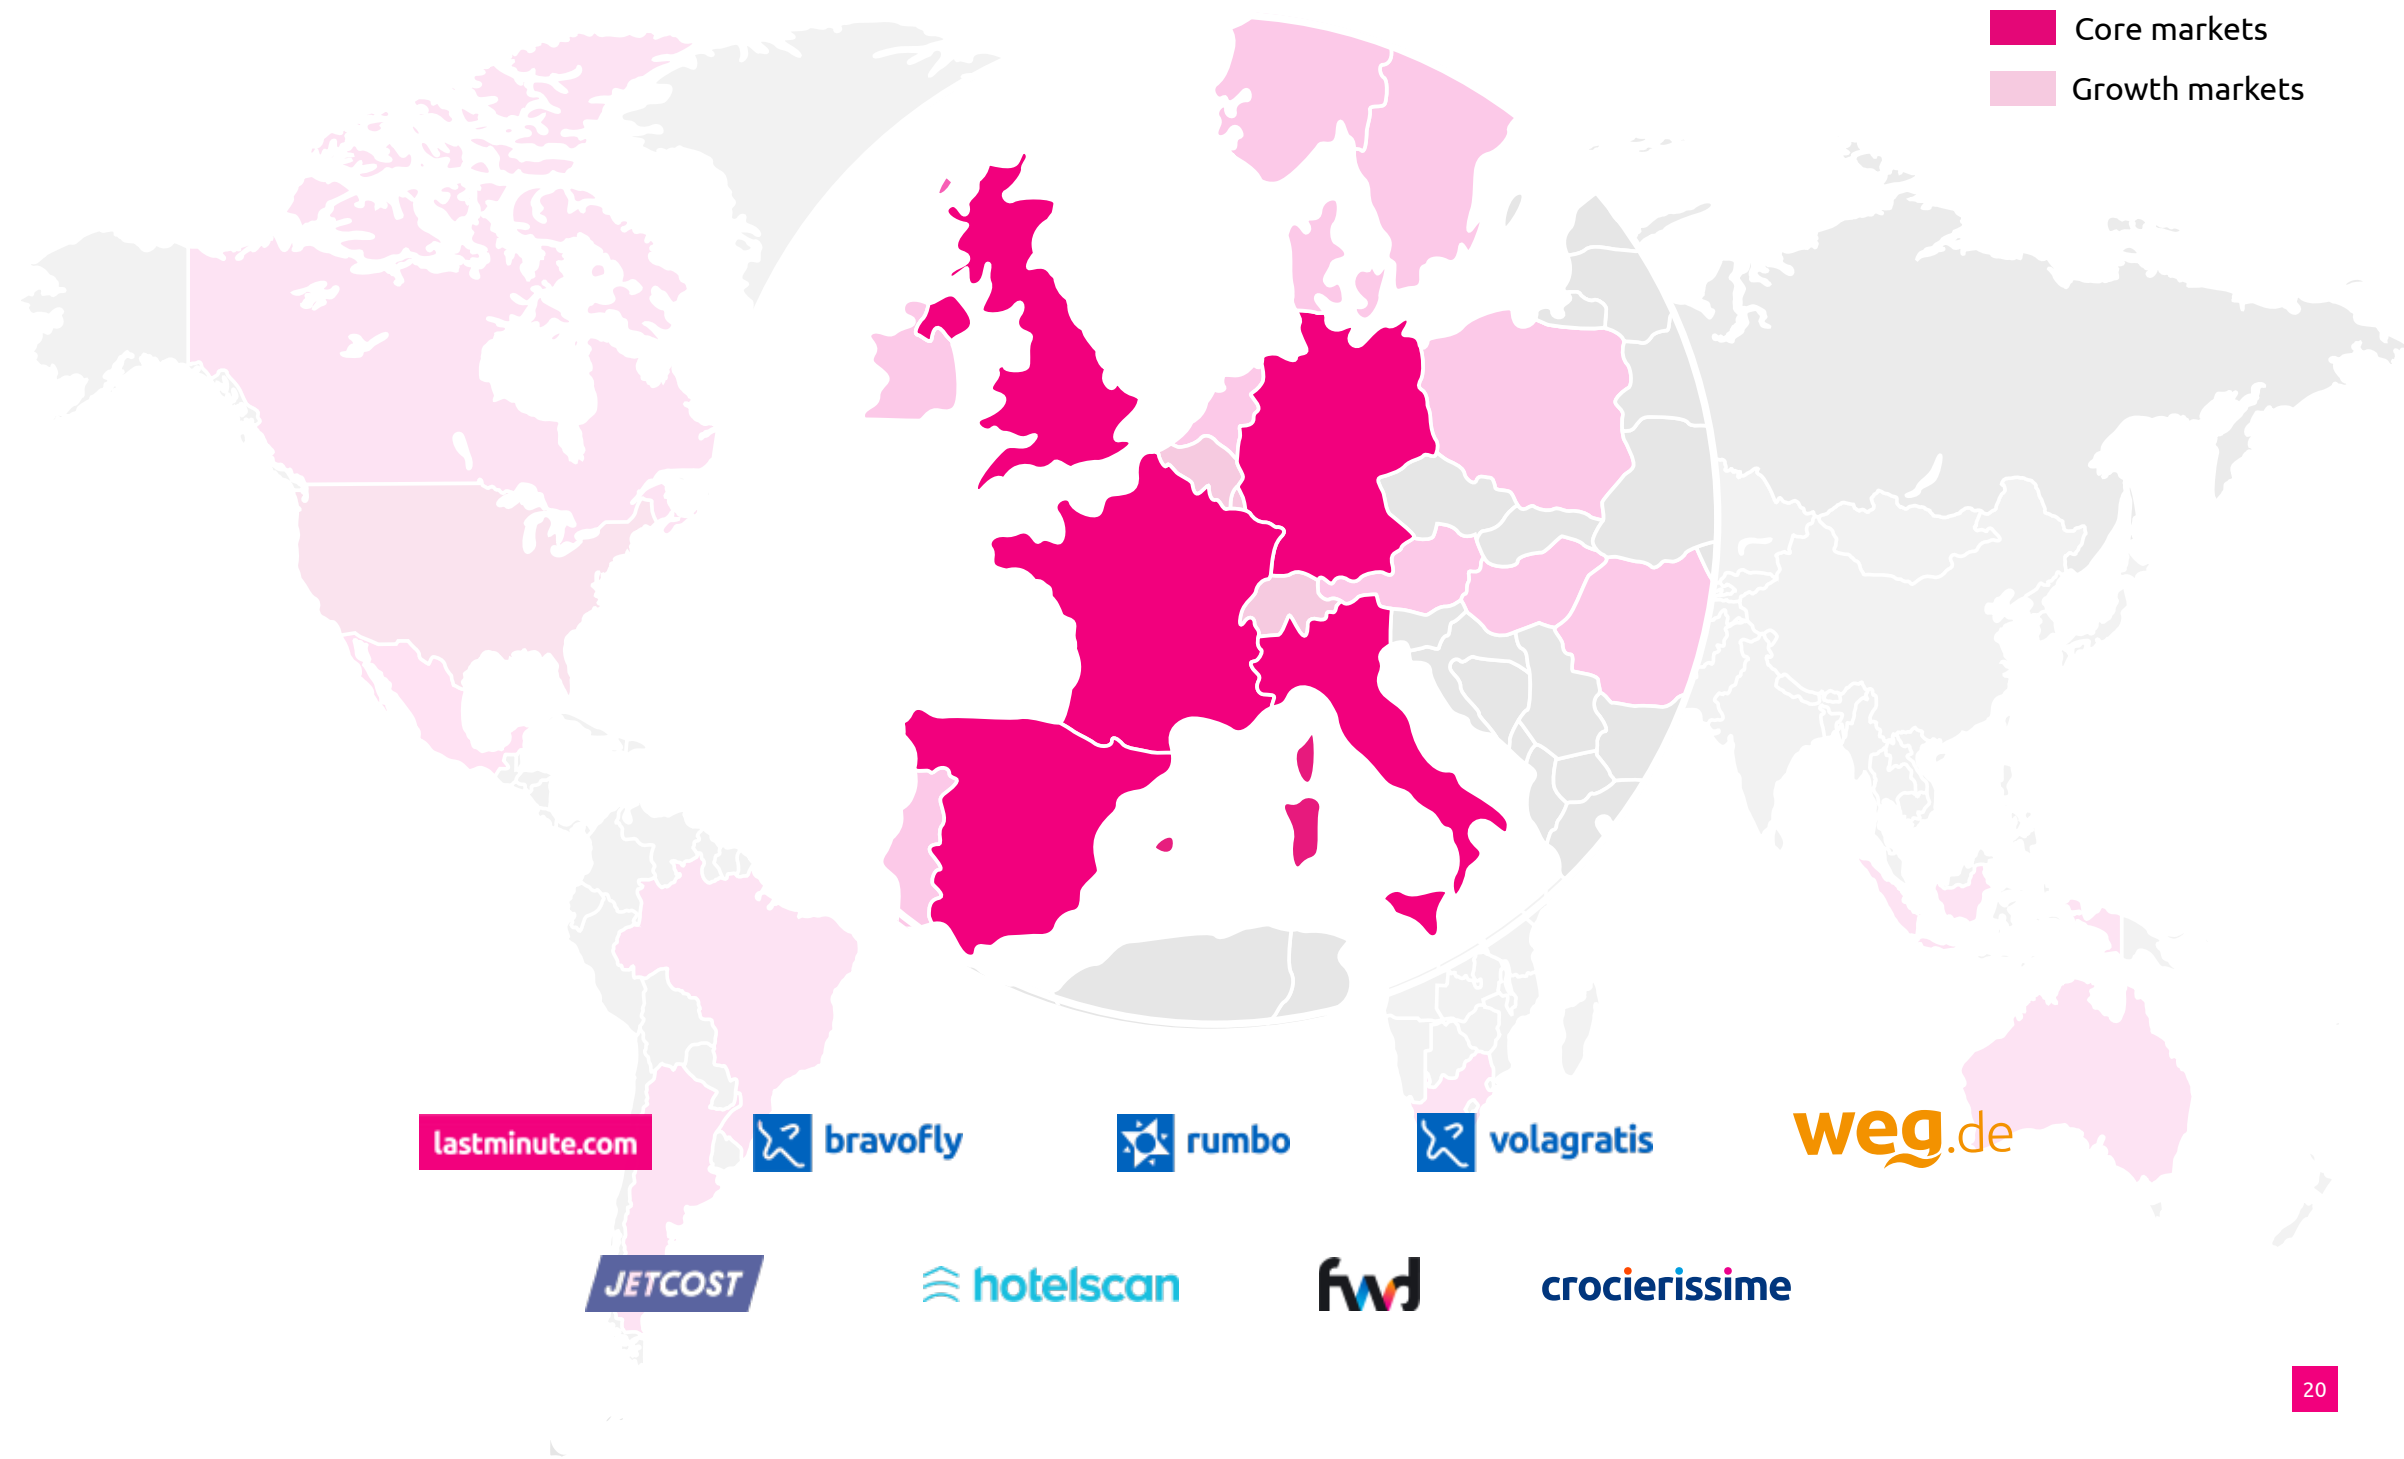 Core markets
Growth markets
lastminute.com
bravofly
rumbo
volagratis
weg.de
JETCOST
hotelscan
fwd
crocierissime
20